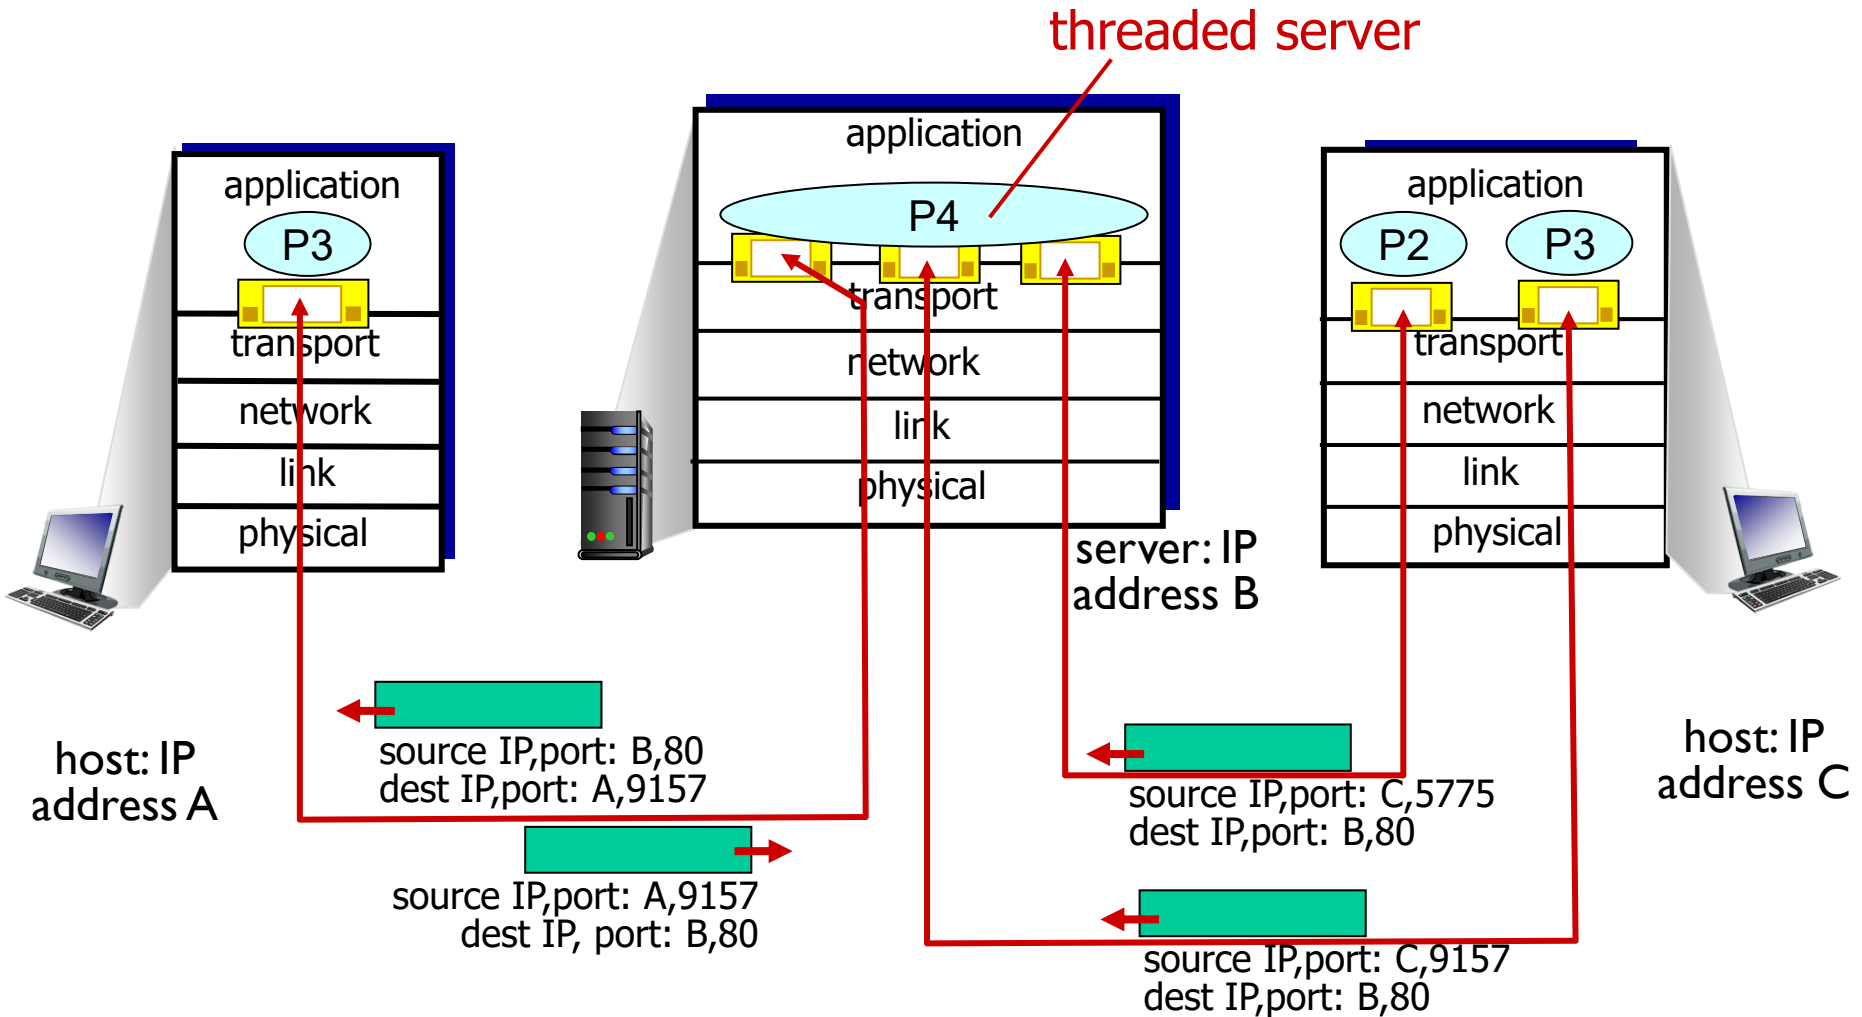 threaded server
application
P3
transport
network
link
physical
application
P4
transport
network
link
physical
application
P2
P3
transport
network
link
physical
server: IP
address B
host: IP
address A
source IP,port: B,80
dest IP,port: A,9157
source IP,port: A,9157
dest IP, port: B,80
source IP,port: C,5775
dest IP,port: B,80
source IP,port: C,9157
dest IP,port: B,80
host: IP
address C